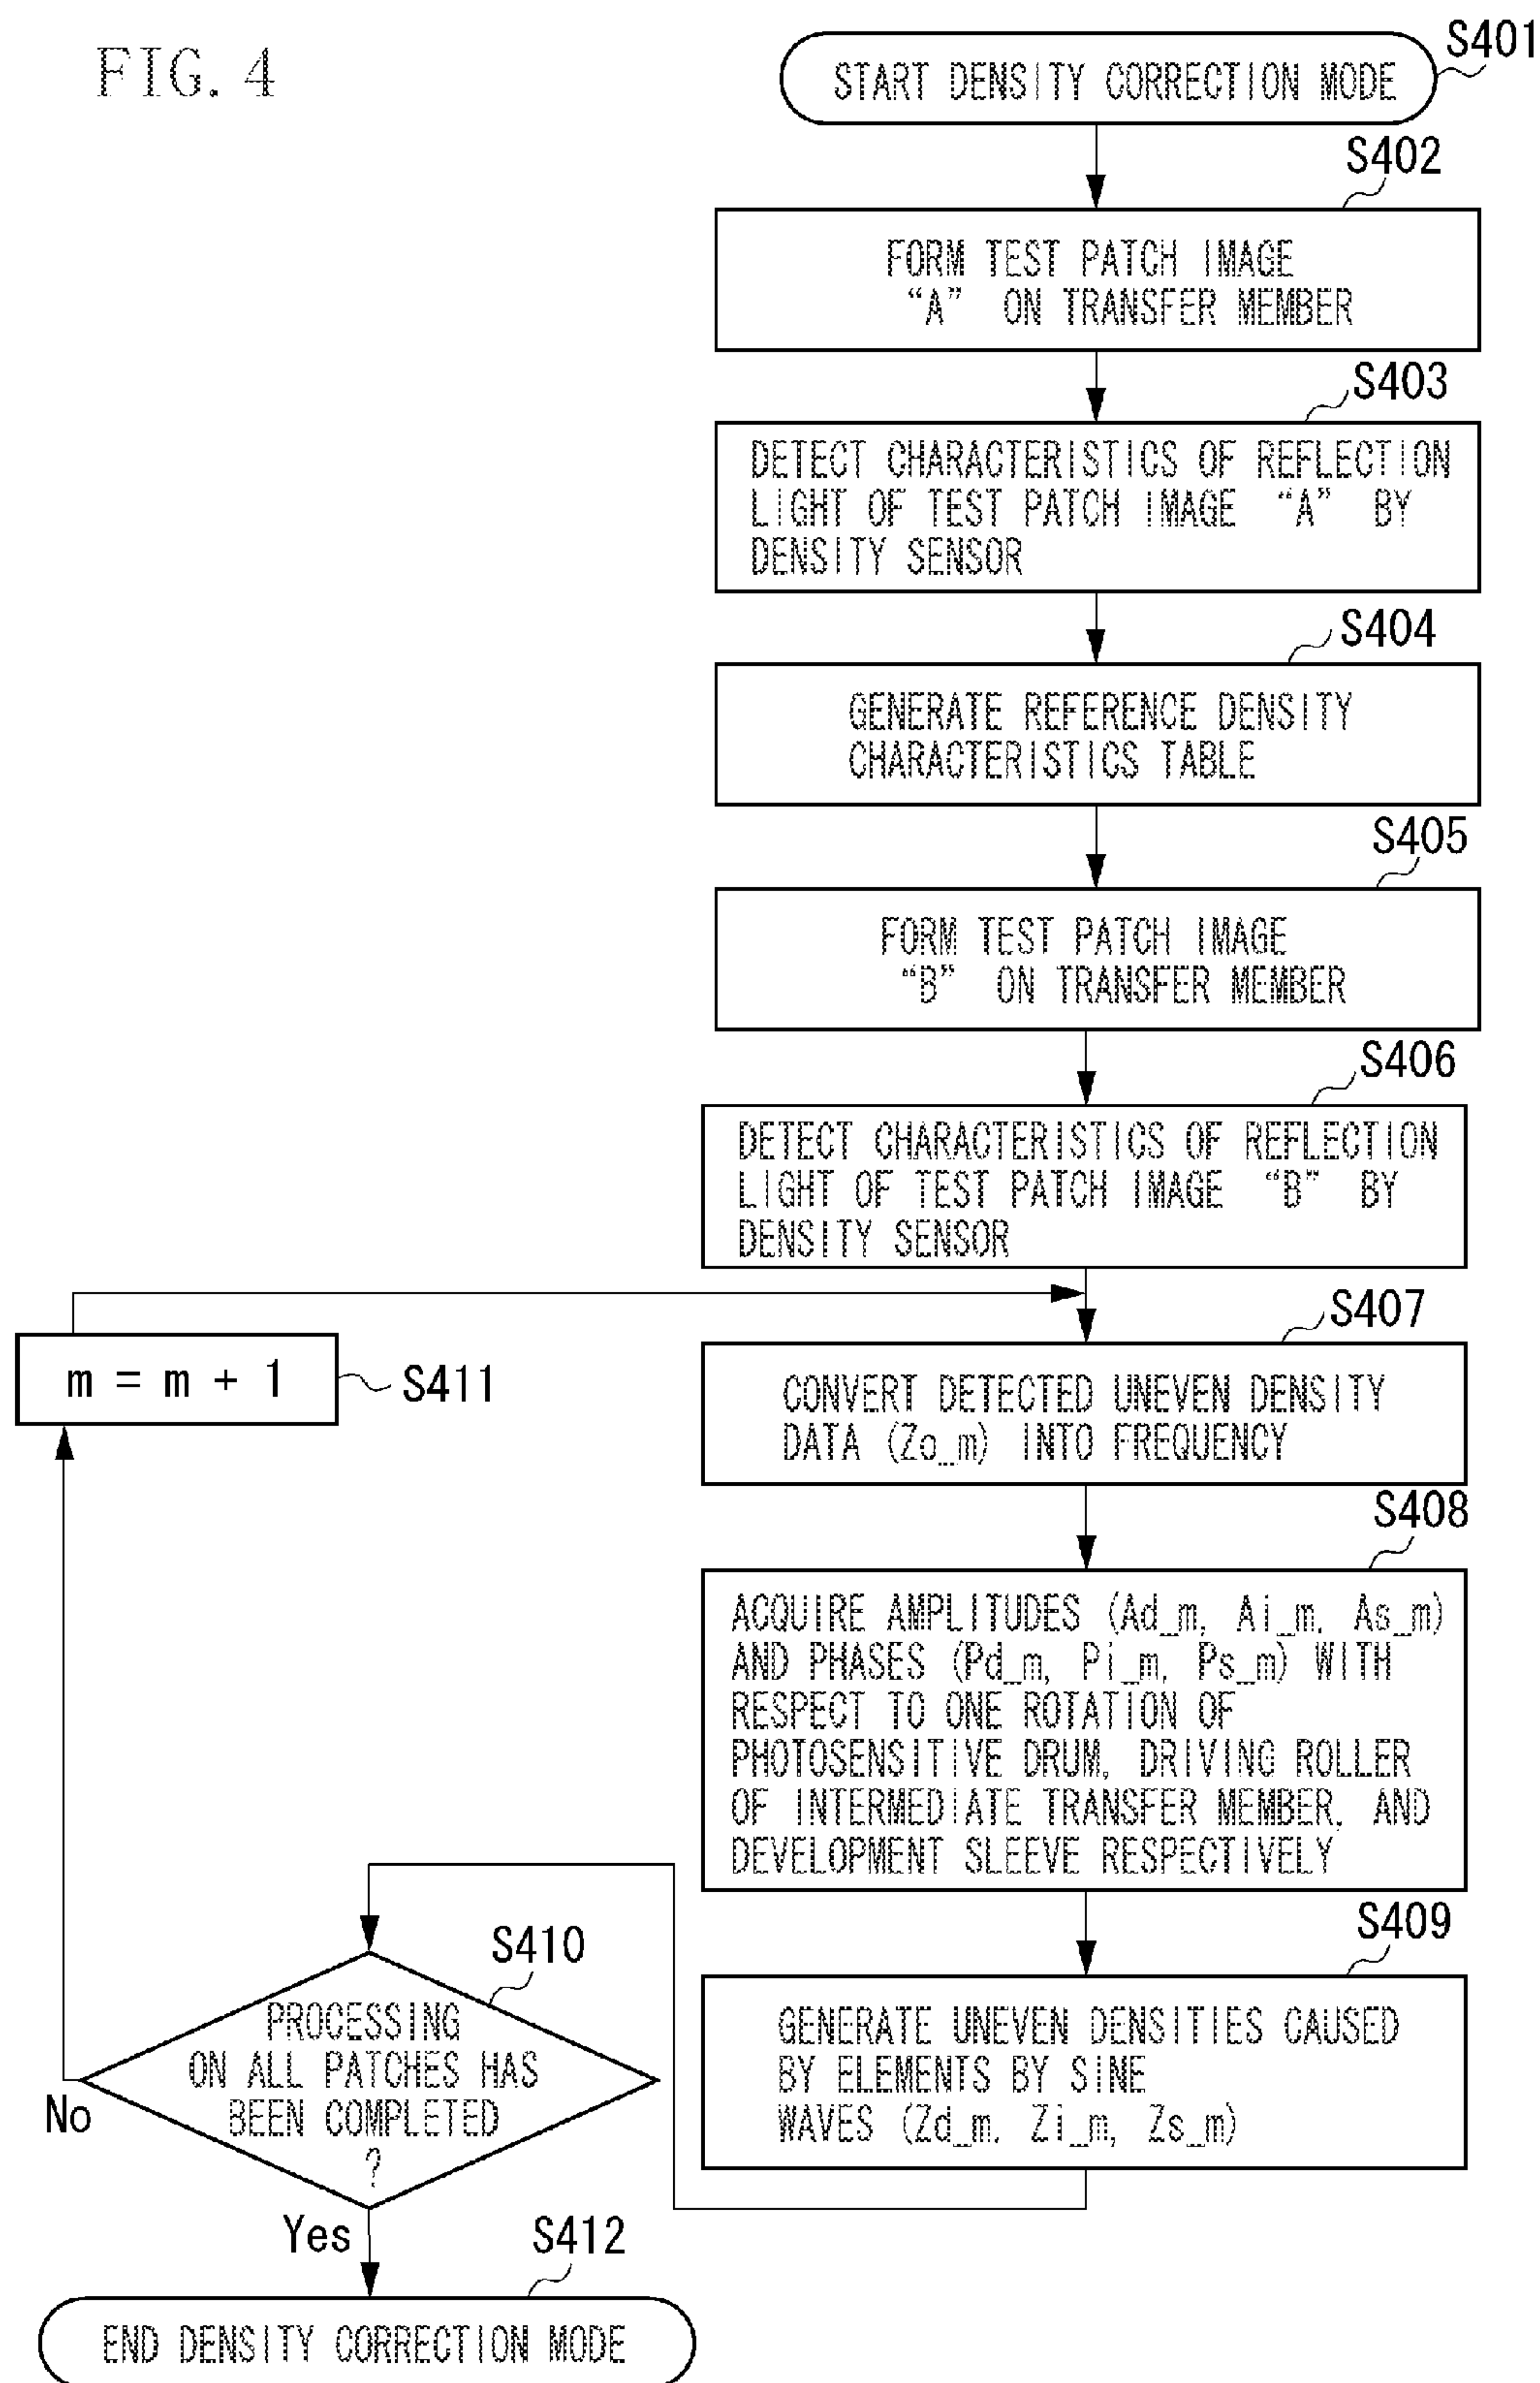 FIG. 4
S401
START DENSITY CORRECTION MODE
S402
FORM TEST PATCH IMAGE
“A” ON TRANSFER MEMBER
S403
DETECT CHARACTERISTICS OF REFLECTION
LIGHT OF TEST PATCH IMAGE “A” BY
DENSITY SENSOR
S404
GENERATE REFERENCE DENSITY
CHARACTERISTICS TABLE
S405
FORM TEST PATCH IMAGE
“B” ON TRANSFER MEMBER
S406
DETECT CHARACTERISTICS OF REFLECTION
LIGHT OF TEST PATCH IMAGE “B” BY
DENSITY SENSOR
S407
CONVERT DETECTED UNEVEN DENSITY
DATA (Zo_m) INTO FREQUENCY
m = m + 1
S411
S408
ACQUIRE AMPLITUDES (Ad_m, Ai_m, As_m)
AND PHASES (Pd_m, Pi_m, Ps_m) WITH
RESPECT TO ONE ROTATION OF
PHOTOSENSITIVE DRUM, DRIVING ROLLER
OF INTERMEDIATE TRANSFER MEMBER, AND
DEVELOPMENT SLEEVE RESPECTIVELY
S409
GENERATE UNEVEN DENSITIES CAUSED
BY ELEMENTS BY SINE
WAVES (Zd_m, Zi_m, Zs_m)
S410
PROCESSING
ON ALL PATCHES HAS
BEEN COMPLETED
?
No
Yes
S412
END DENSITY CORRECTION MODE